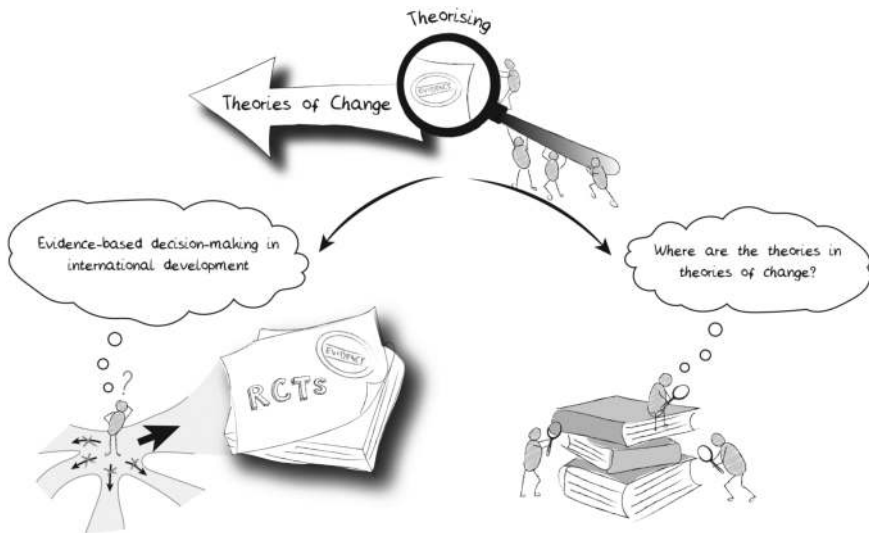 Theorising
EVIDENCE
Theories of Change
Evidence-based decision-making in
international development
Where are the theories in
theories of change?
?
EVIDENCE
RCTs